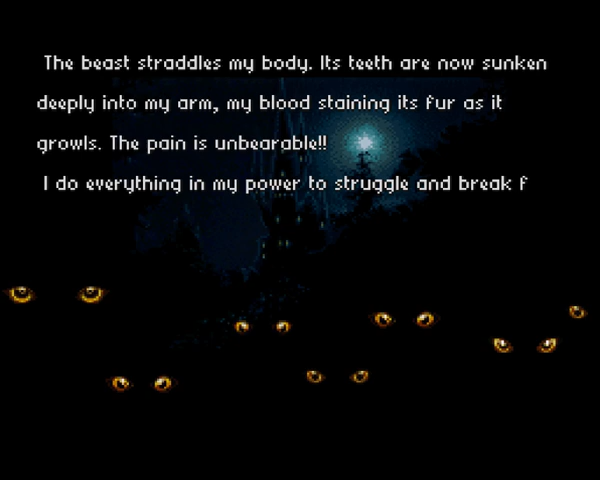 The beast straddles my body. Its teeth are now sunken
deeply into my arm, my blood staining its fur as it
growls. The pain is unbearable!!
I do everything in my power to struggle and break f